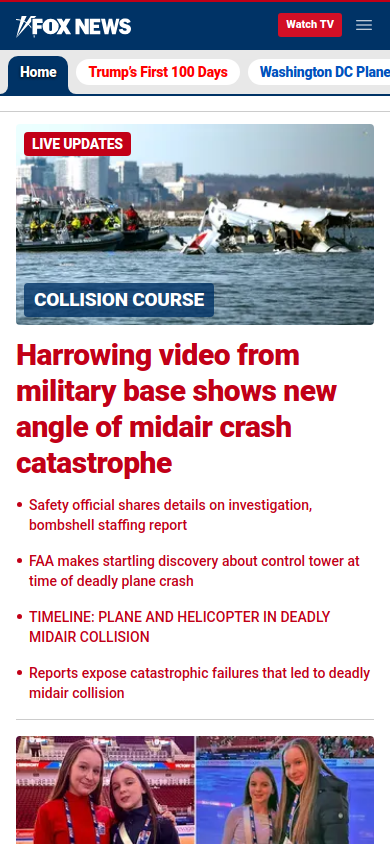 FOX NEWS
Watch TV
Home
Trump's First 100 Days
Washington DC Plane
LIVE UPDATES
COLLISION COURSE
Harrowing video from
military base shows new
angle of midair crash
catastrophe
• Safety official shares details on investigation,
bombshell staffing report
• FAA makes startling discovery about control tower at
time of deadly plane crash
• TIMELINE: PLANE AND HELICOPTER IN DEADLY
MIDAIR COLLISION
• Reports expose catastrophic failures that led to deadly
midair collision